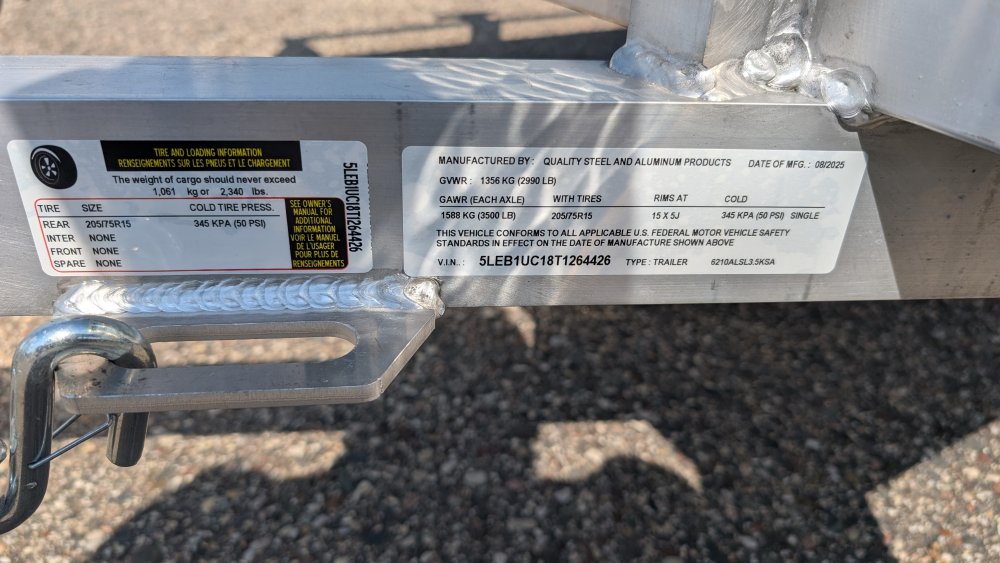 TIRE AND LOADING INFORMATION
RENSEIGNEMENTS SUR LES PNEUS ET LE CHARGEMENT
The weight of cargo should never exceed
1,061 kg or 2,340 lbs.
TIRE SIZE COLD TIRE PRESS.
REAR 205/75R15 345 KPA (50 PSI)
INTER NONE
FRONT NONE
SPARE NONE
SEE OWNER'S
MANUAL FOR
ADDITIONAL
INFORMATION
VOIR LE MANUEL
DE L'USAGER
POUR PLUS DE
RENSEIGNEMENTS
5LEB1UC18T1264426
MANUFACTURED BY : QUALITY STEEL AND ALUMINUM PRODUCTS DATE OF MFG. : 08/2025
GVWR : 1356 KG (2990 LB)
GAWR (EACH AXLE) WITH TIRES RIMS AT COLD
1588 KG (3500 LB) 205/75R15 15 X 5J 345 KPA (50 PSI) SINGLE
THIS VEHICLE CONFORMS TO ALL APPLICABLE U.S. FEDERAL MOTOR VEHICLE SAFETY
STANDARDS IN EFFECT ON THE DATE OF MANUFACTURE SHOWN ABOVE
V.I.N.. : 5LEB1UC18T1264426 TYPE : TRAILER 6210ALSL3.5KSA